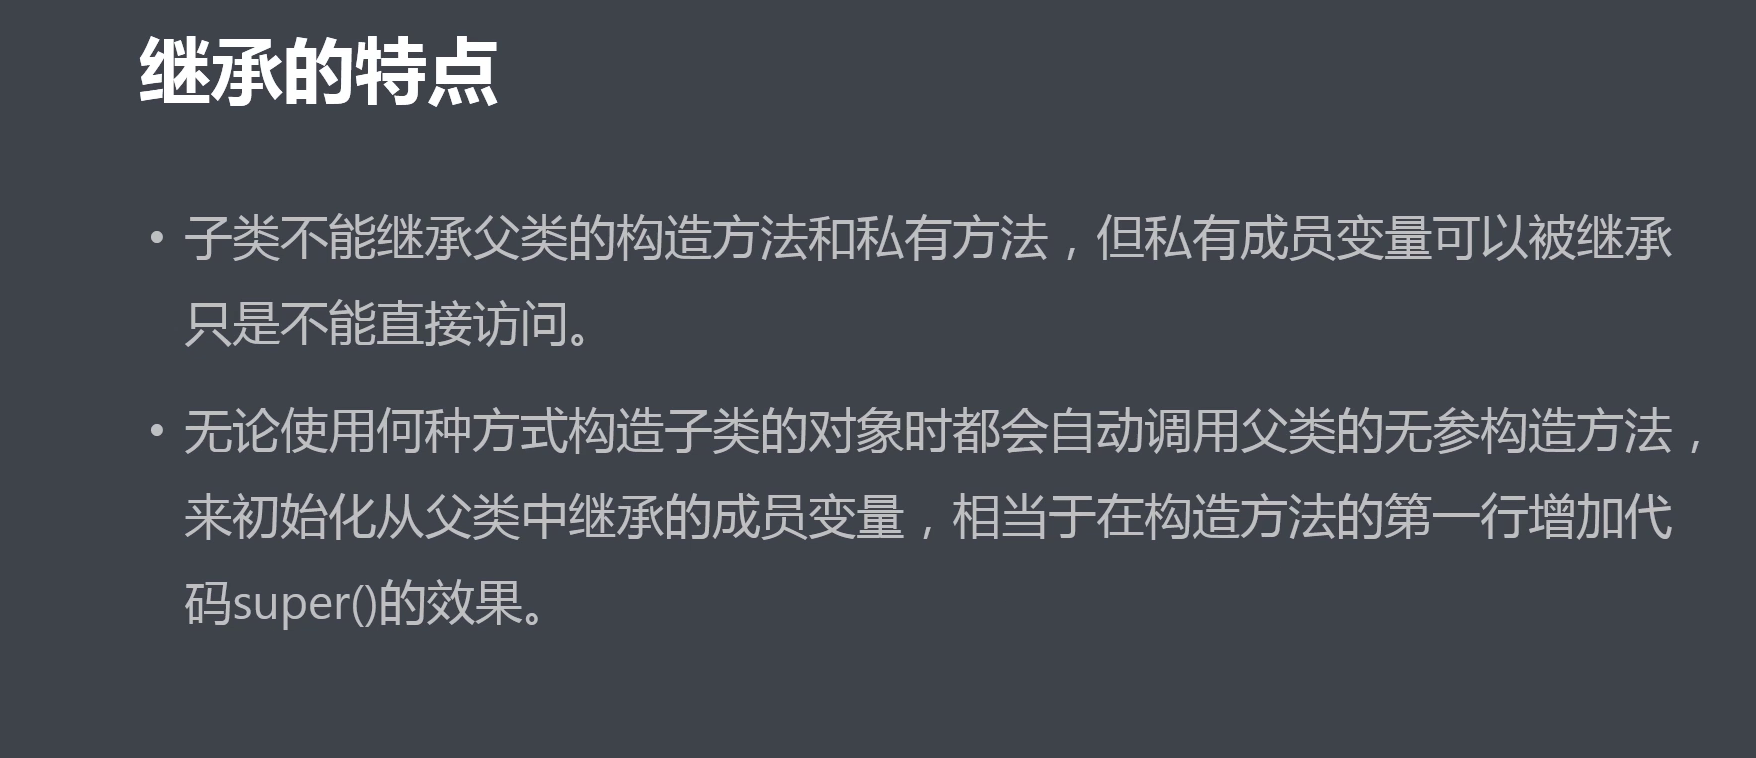 继承的特点
• 子类不能继承父类的构造方法和私有方法，但私有成员变量可以被继承
只是不能直接访问。
• 无论使用何种方式构造子类的对象时都会自动调用父类的无参构造方法，
来初始化从父类中继承的成员变量，相当于在构造方法的第一行增加代
码super()的效果。